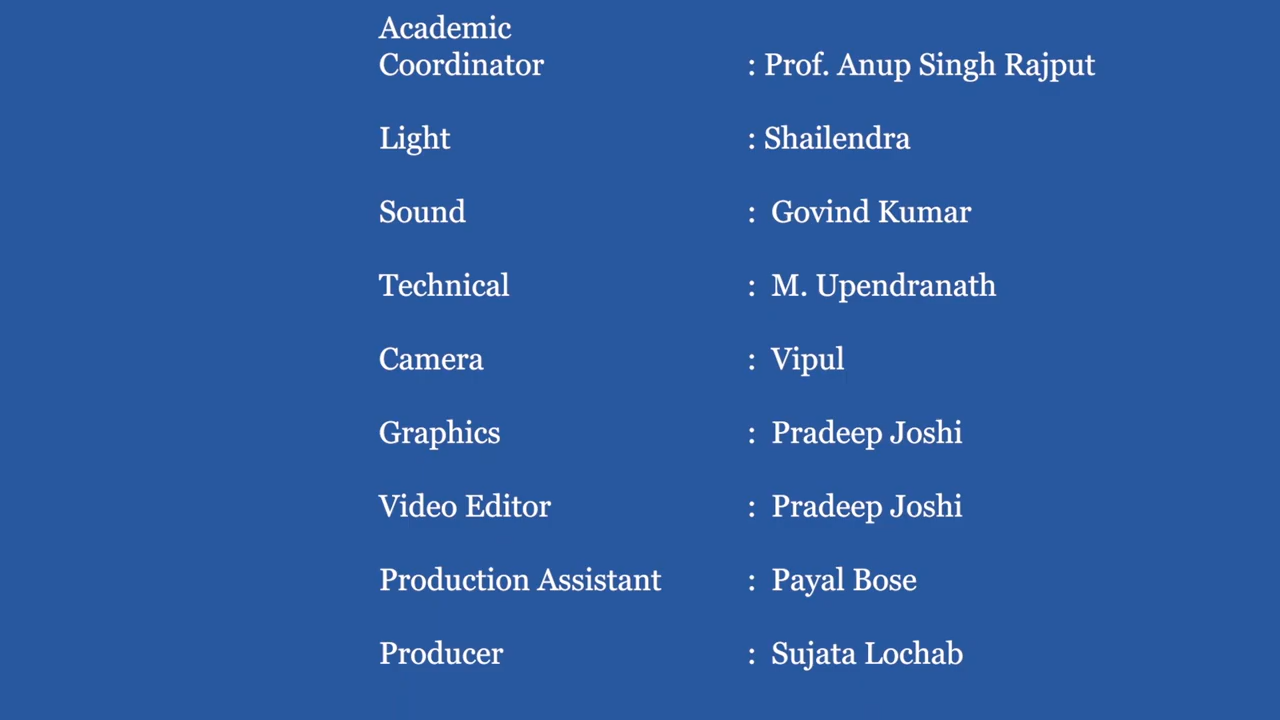 Academic
Coordinator : Prof. Anup Singh Rajput
Light : Shailendra
Sound : Govind Kumar
Technical : M. Upendranath
Camera : Vipul
Graphics : Pradeep Joshi
Video Editor : Pradeep Joshi
Production Assistant : Payal Bose
Producer : Sujata Lochab